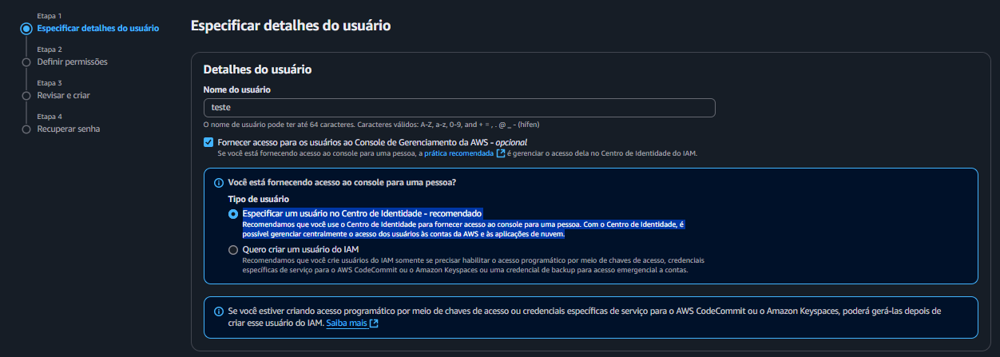 Etapa 1
Especificar detalhes do usuário
Etapa 2
Definir permissões
Etapa 3
Revisar e criar
Etapa 4
Recuperar senha
Especificar detalhes do usuário
Detalhes do usuário
Nome do usuário
teste
O nome de usuário pode ter até 64 caracteres. Caracteres válidos: A-Z, a-z, 0-9, and + = , . @ _ - (hífen)
Fornecer acesso para os usuários ao Console de Gerenciamento da AWS - opcional
Se você está fornecendo acesso ao console para uma pessoa, a prática recomendada é gerenciar o acesso dela no Centro de Identidade do IAM.
Você está fornecendo acesso ao console para uma pessoa?
Tipo de usuário
Especificar um usuário no Centro de Identidade - recomendado
Recomendamos que você use o Centro de Identidade para fornecer acesso ao console para uma pessoa. Com o Centro de Identidade, é
possível gerenciar centralmente o acesso dos usuários às contas da AWS e às aplicações de nuvem.
Quero criar um usuário do IAM
Recomendamos que você crie usuários do IAM somente se precisar habilitar o acesso programático por meio de chaves de acesso, credenciais
específicas de serviço para o AWS CodeCommit ou o Amazon Keyspaces ou uma credencial de backup para acesso emergencial a contas.
Se você estiver criando acesso programático por meio de chaves de acesso ou credenciais específicas de serviço para o AWS CodeCommit ou o Amazon Keyspaces, poderá gerá-las depois de
criar esse usuário do IAM. Saiba mais